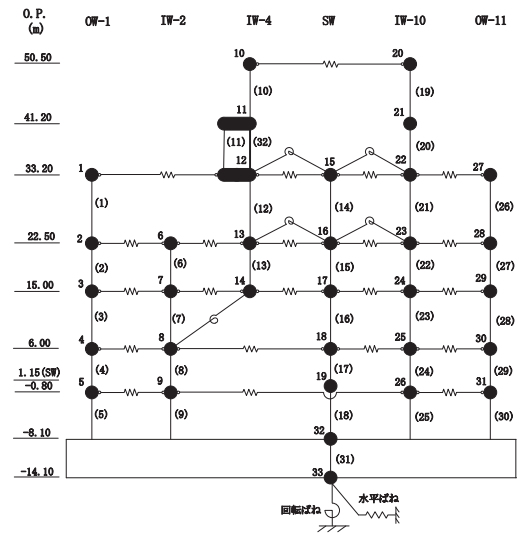 O.P. (m) OW-1 IW-2 IW-4 SW IW-10 OW-11
50.50 10 20
(10) (19)
41.20 11 21
(11) (32) (20)
33.20 1 12 15 22 27
(1) (12) (14) (21) (26)
22.50 2 6 13 16 23 28
(2) (6) (13) (15) (22) (27)
15.00 3 7 14 17 24 29
(3) (7) (16) (23) (28)
6.00 4 8 18 25 30
(4) (8) (17) (24) (29)
1.15(SW) 19
-0.80 5 9 26 31
(5) (9) (18) (25) (30)
-8.10 32
(31)
-14.10 33
回転ばね 水平ばね